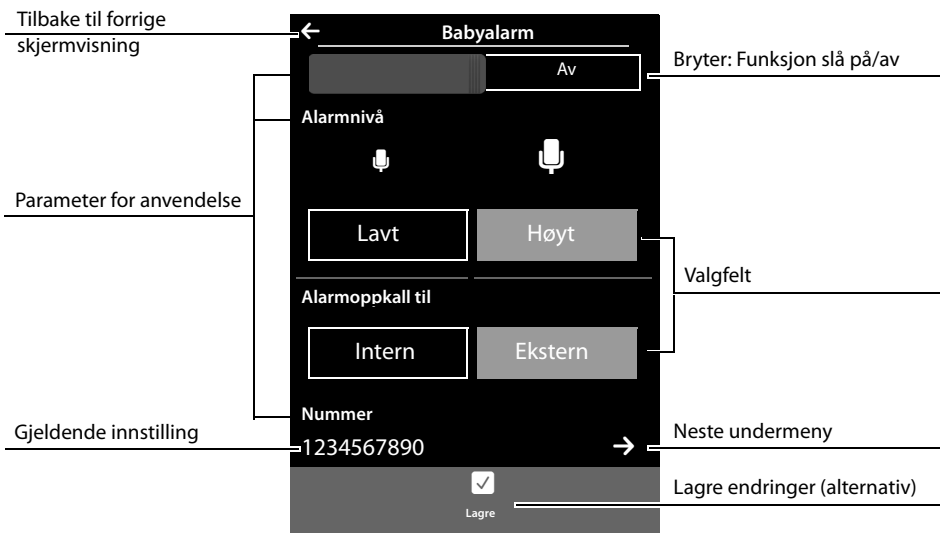 Tilbake til forrige
skjermvisning
Babyalarm
Av
Bryter: Funksjon slå på/av
Alarmnivå
Parameter for anvendelse
Lavt
Høyt
Valgfelt
Alarmoppkall til
Intern
Ekstern
Nummer
Gjeldende innstilling
1234567890
Neste undermeny
Lagre endringer (alternativ)
Lagre